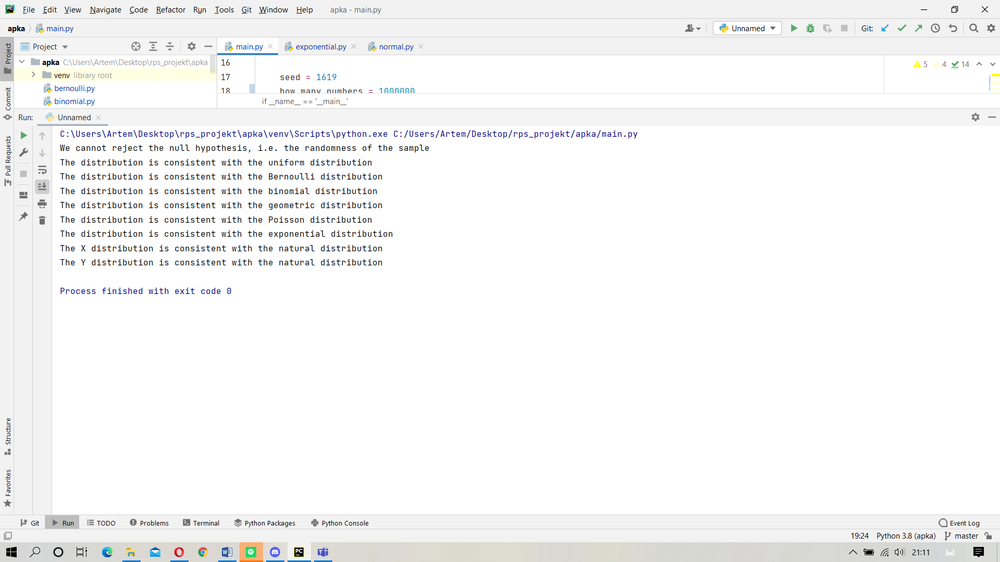 File Edit View Navigate Code Refactor Run Tools Git Window Help apka - main.py
apka main.py Unnamed Git:
Project main.py exponential.py normal.py
apka C:\Users\Artem\Desktop\rps_projekt\apka 16 5 4 14
venv library root 17 seed = 1619
bernoulli.py 18 how_many_numbers = 1000000
binomial.py if __name__ == '__main__'
Project
Commit
Pull Requests
Run: Unnamed
C:\Users\Artem\Desktop\rps_projekt\apka\venv\Scripts\python.exe C:/Users/Artem/Desktop/rps_projekt/apka/main.py
We cannot reject the null hypothesis, i.e. the randomness of the sample
The distribution is consistent with the uniform distribution
The distribution is consistent with the Bernoulli distribution
The distribution is consistent with the binomial distribution
The distribution is consistent with the geometric distribution
The distribution is consistent with the Poisson distribution
The distribution is consistent with the exponential distribution
The X distribution is consistent with the natural distribution
The Y distribution is consistent with the natural distribution
Process finished with exit code 0
Structure
Favorites
Git Run TODO Problems Terminal Python Packages Python Console Event Log
19:24 Python 3.8 (apka) master
PC 21:11